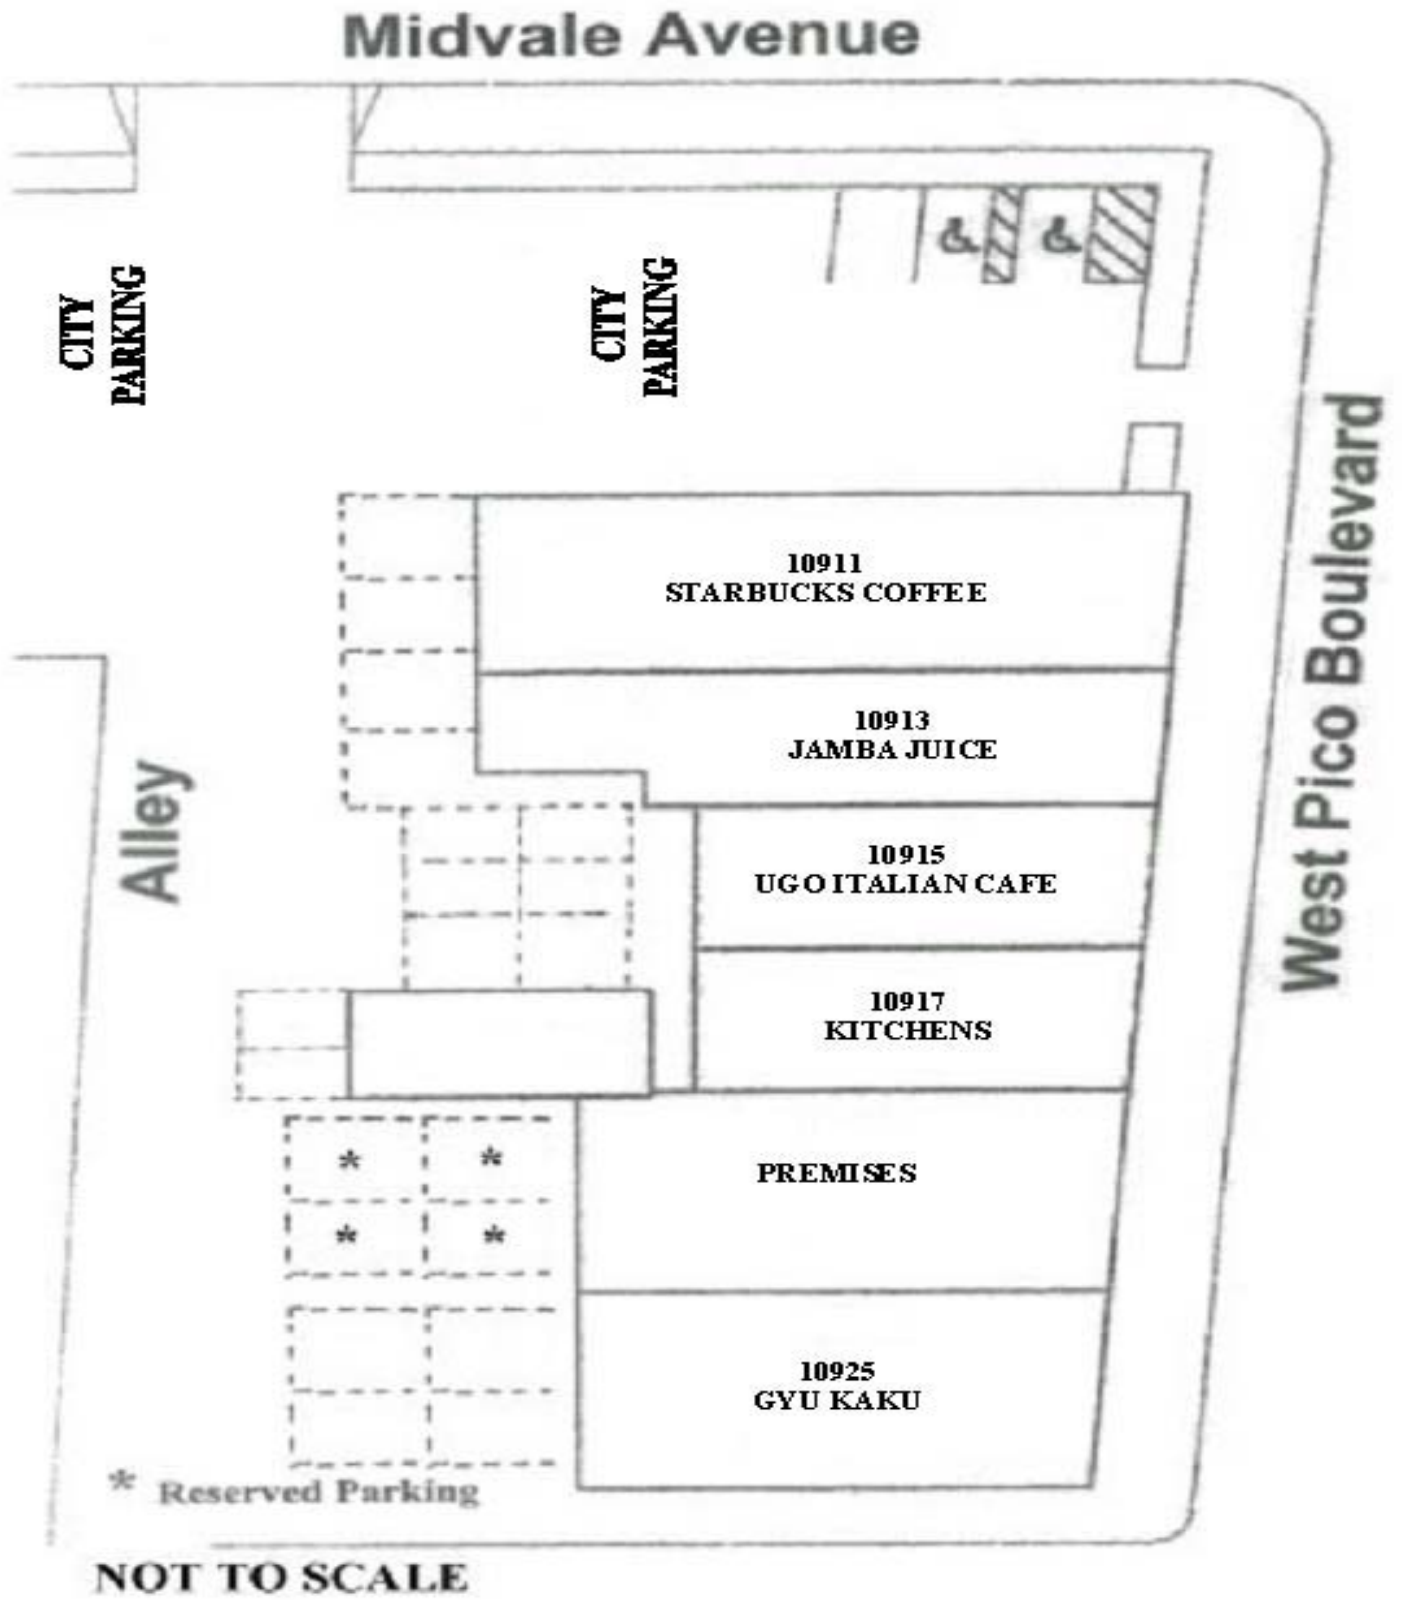 Midvale Avenue
CITY
PARKING
CITY
PARKING
West Pico Boulevard
10911
STARBUCKS COFFEE
10913
JAMBA JUICE
Alley
10915
UGO ITALIAN CAFE
10917
KITCHENS
* *
PREMISES
* *
10925
GYU KAKU
* Reserved Parking
NOT TO SCALE